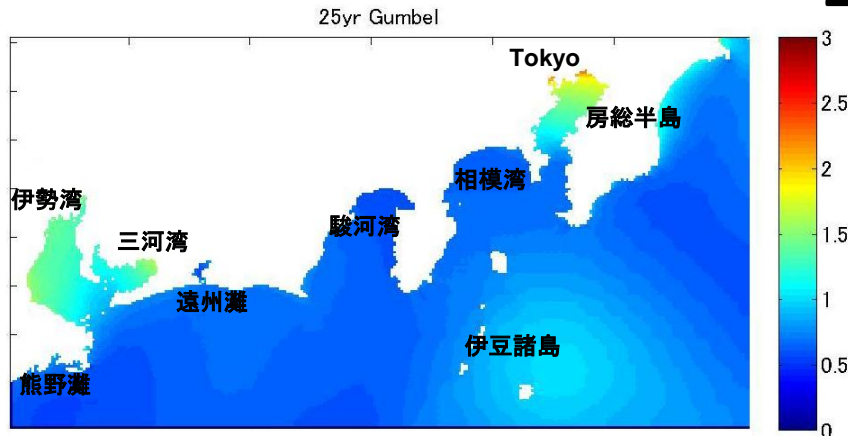 25yr Gumbel
Tokyo
房総半島
相模湾
伊勢湾
駿河湾
三河湾
遠州灘
伊豆諸島
熊野灘
3
2.5
2
1.5
1
0.5
0